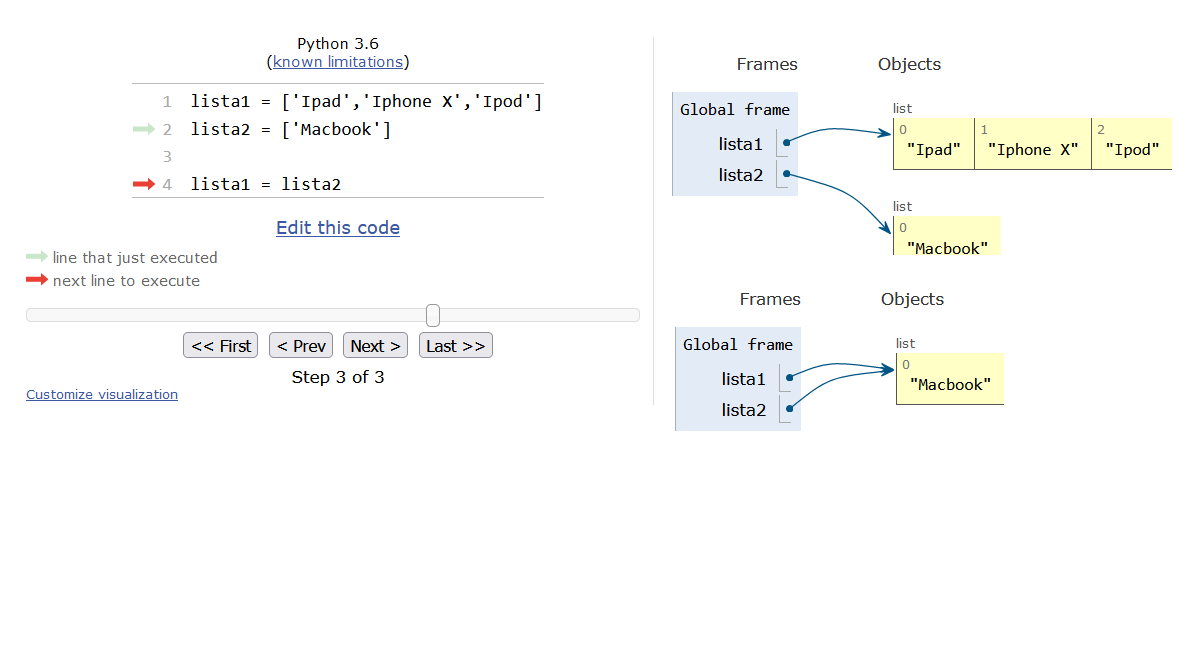 Python 3.6
(known limitations)
1 lista1 = ['Ipad','Iphone X','Ipod']
2 lista2 = ['Macbook']
3
4 lista1 = lista2
Edit this code
line that just executed
next line to execute
<< First < Prev Next > Last >>
Step 3 of 3
Customize visualization
Frames Objects
Global frame
lista1
lista2
list
0 1 2
"Ipad" "Iphone X" "Ipod"
list
0
"Macbook"
Frames Objects
Global frame
lista1
lista2
list
0
"Macbook"